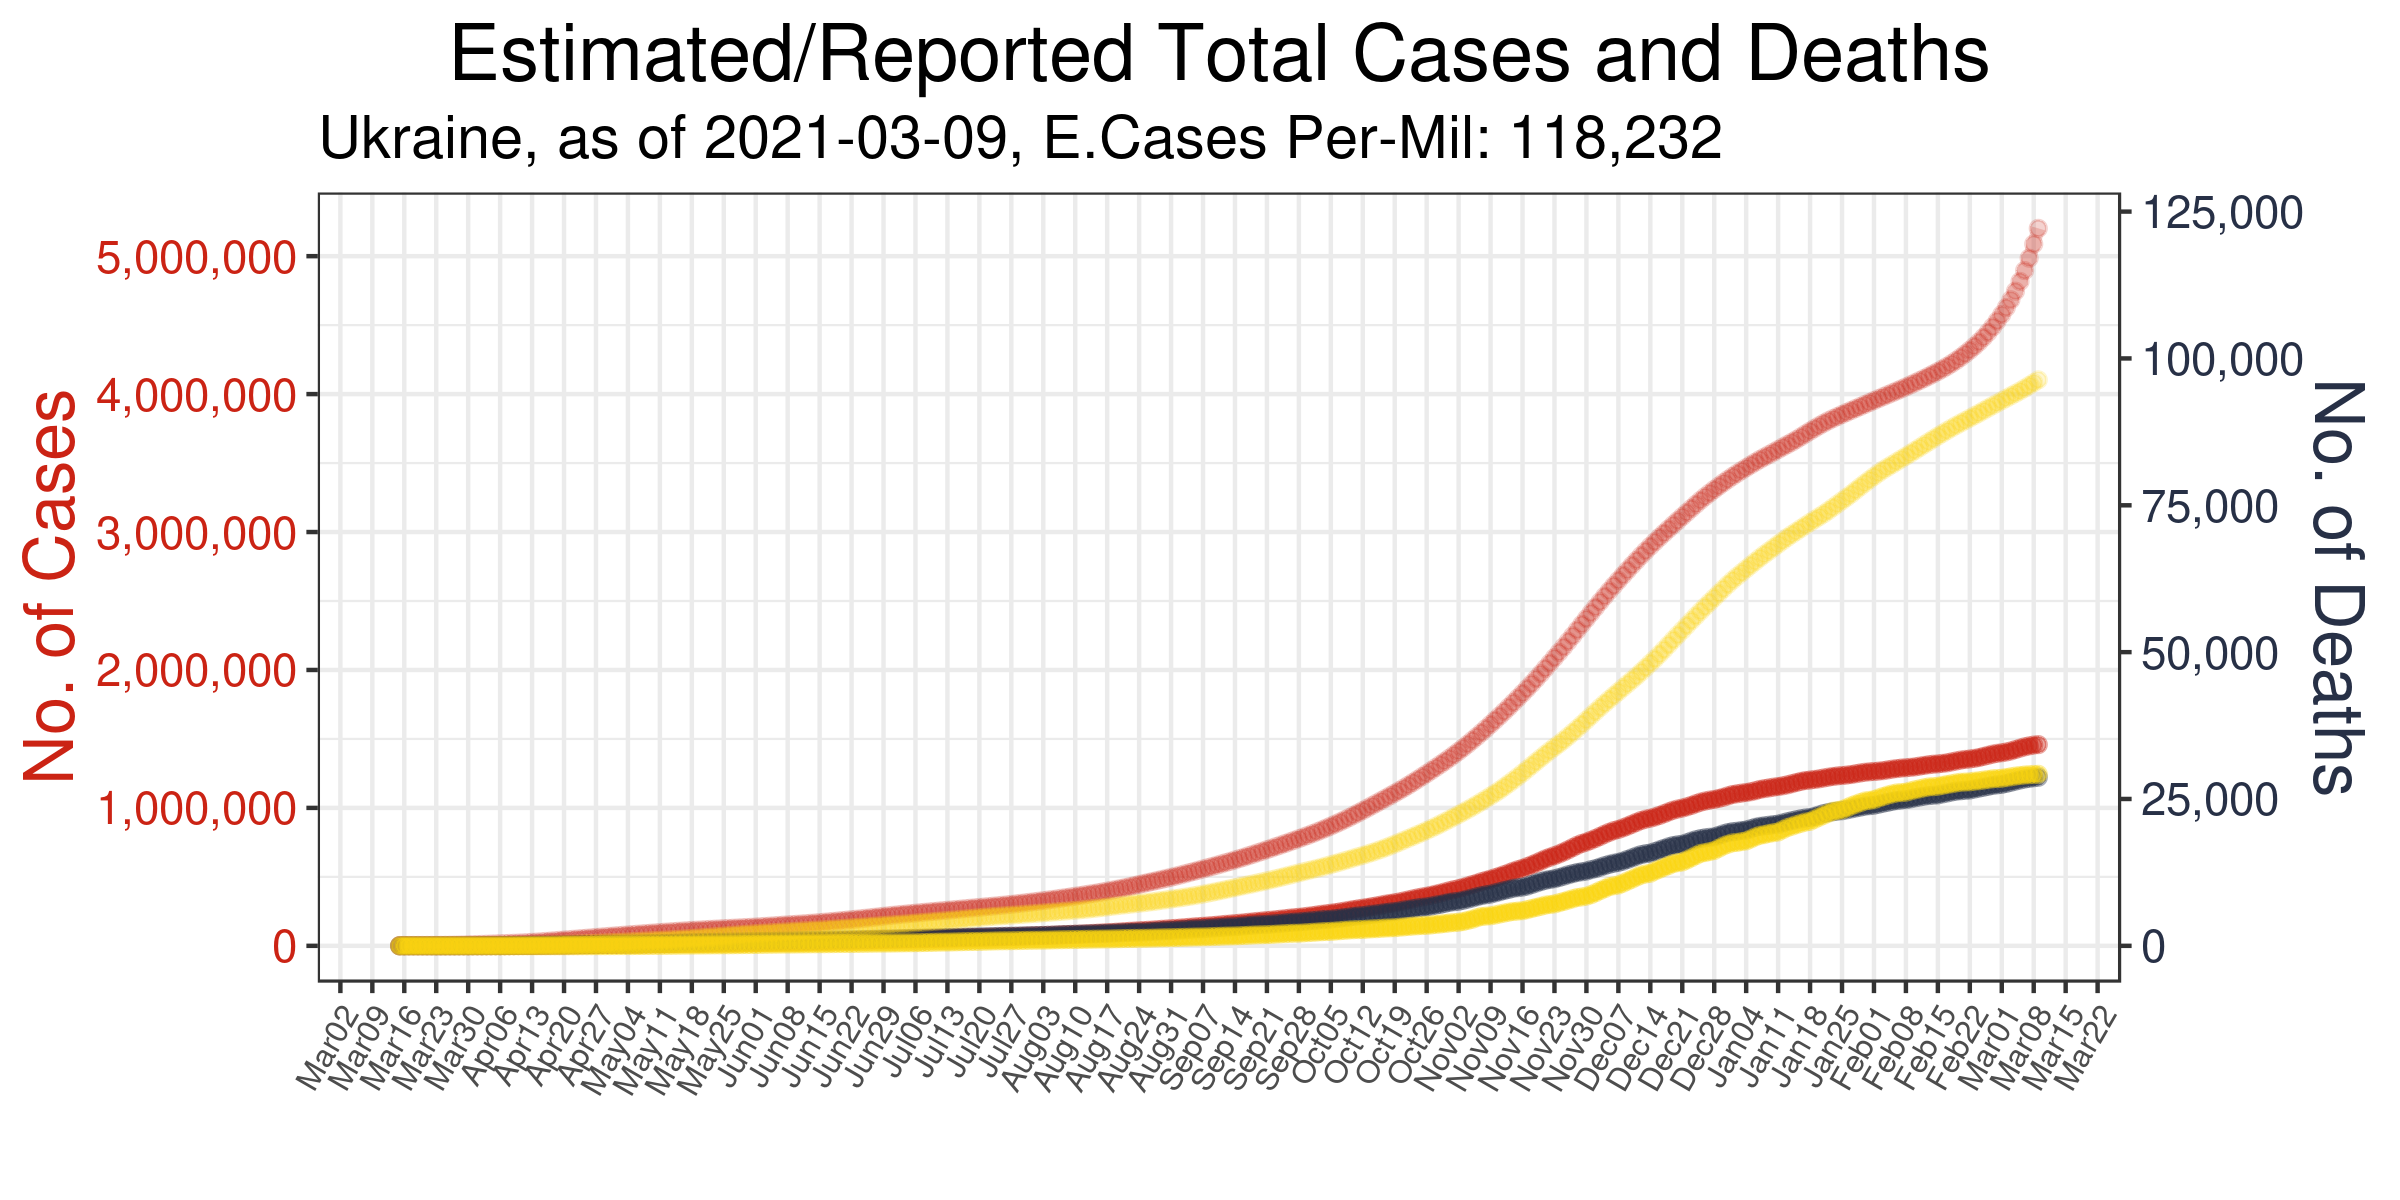 Estimated/Reported Total Cases and Deaths
Ukraine, as of 2021-03-09, E.Cases Per-Mil: 118,232
No. of Cases
5,000,000
4,000,000
3,000,000
2,000,000
1,000,000
0
125,000
100,000
75,000
50,000
25,000
0
No. of Deaths
Mar02
Mar09
Mar16
Mar23
Mar30
Apr06
Apr13
Apr20
Apr27
May04
May11
May18
May25
Jun01
Jun08
Jun15
Jun22
Jun29
Jul06
Jul13
Jul20
Jul27
Aug03
Aug10
Aug17
Aug24
Aug31
Sep07
Sep14
Sep21
Sep28
Oct05
Oct12
Oct19
Oct26
Nov02
Nov09
Nov16
Nov23
Nov30
Dec07
Dec14
Dec21
Dec28
Jan04
Jan11
Jan18
Jan25
Feb01
Feb08
Feb15
Feb22
Mar01
Mar08
Mar15
Mar22